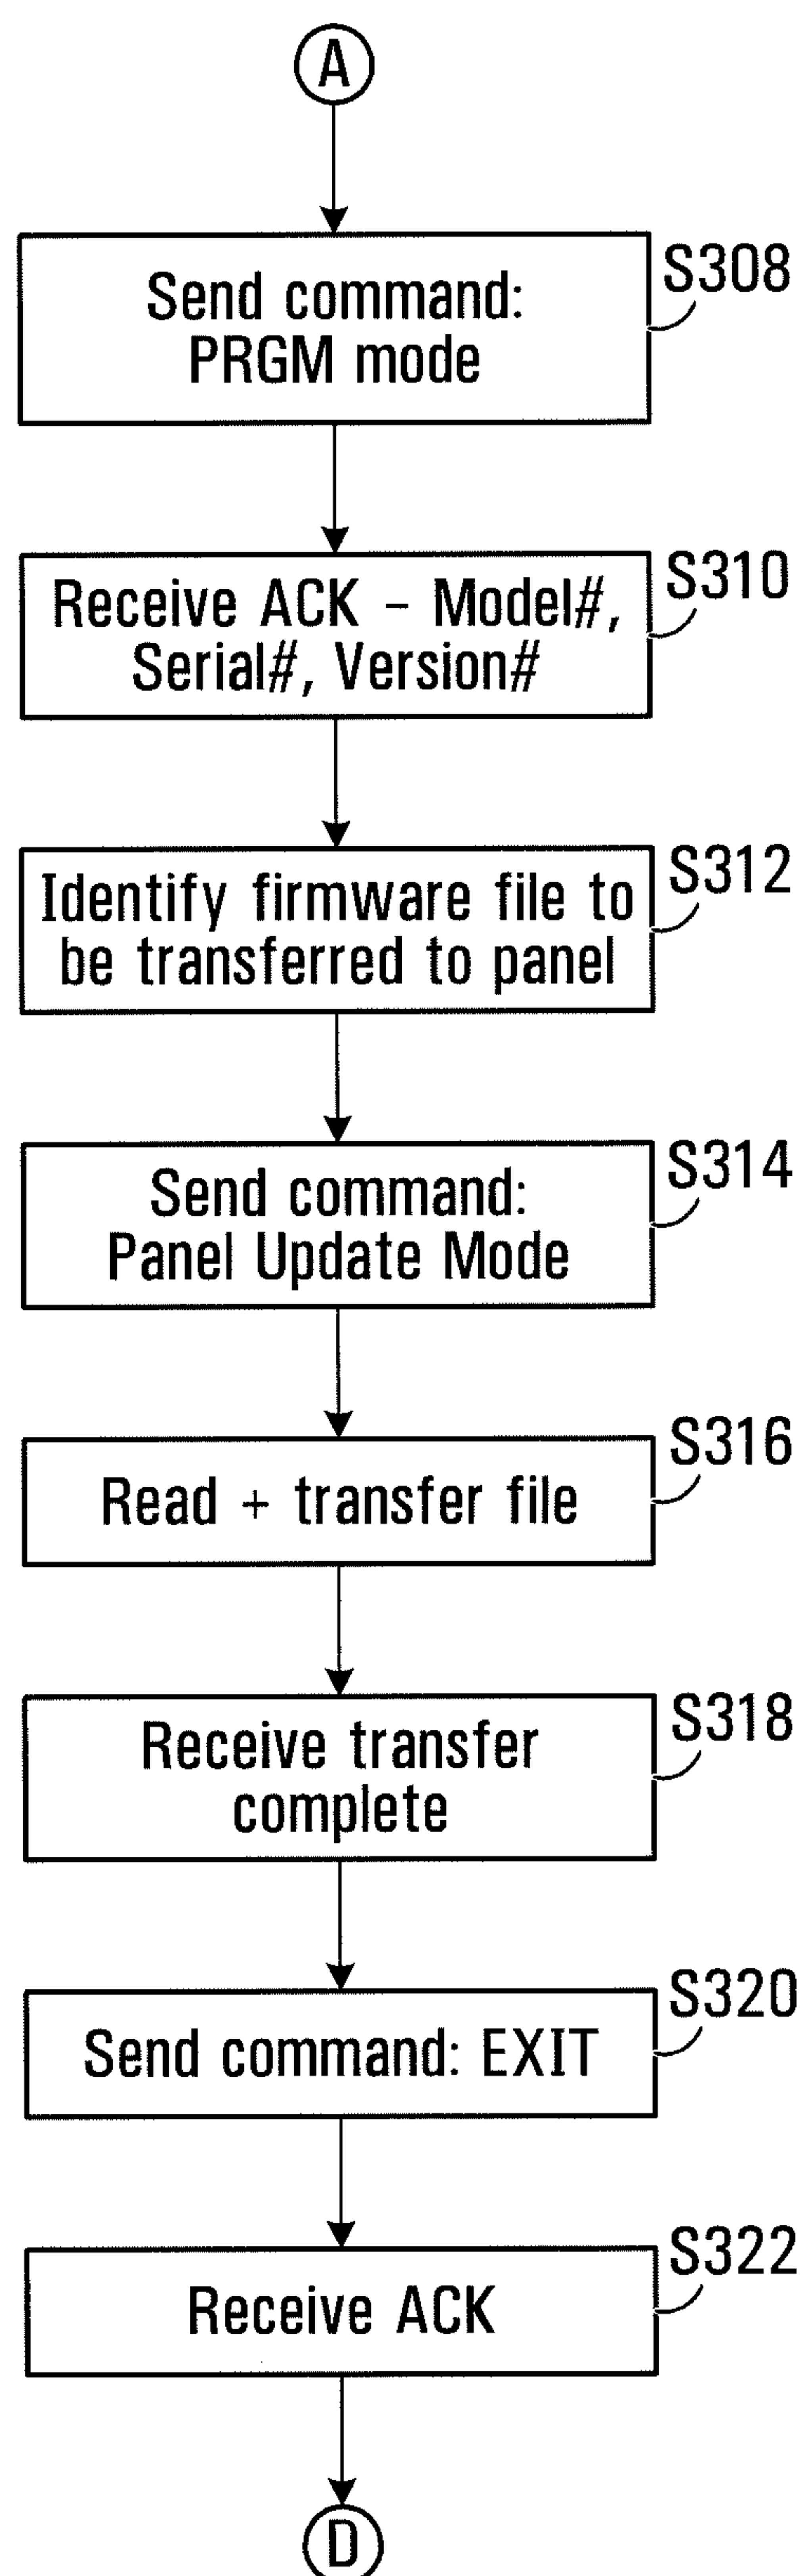 A
Send command:
PRGM mode
S308
Receive ACK – Model#,
Serial#, Version#
S310
Identify firmware file to
be transferred to panel
S312
Send command:
Panel Update Mode
S314
Read + transfer file
S316
Receive transfer
complete
S318
Send command: EXIT
S320
Receive ACK
S322
D